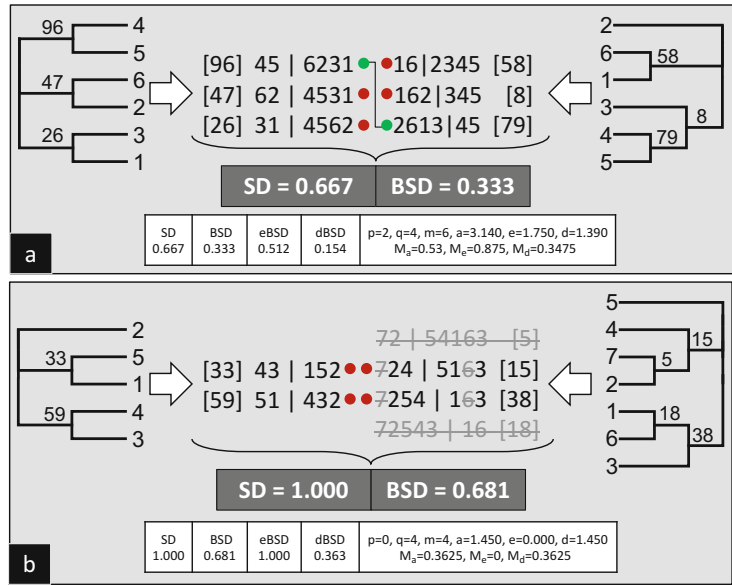 96
4
5
47
6
2
26
3
1
[96] 45 | 6231
16|2345 [58]
[47] 62 | 4531
162|345 [8]
[26] 31 | 4562
2613|45 [79]
2
6
58
1
3
8
4
79
5
SD = 0.667
BSD = 0.333
SD
0.667
BSD
0.333
eBSD
0.512
dBSD
0.154
p=2, q=4, m=6, a=3.140, e=1.750, d=1.390
Ma=0.53, Me=0.875, Md=0.3475
a
2
33
5
1
59
4
3
72 | 54163 [5]
[33] 43 | 152
724 | 5163 [15]
[59] 51 | 432
7254 | 163 [38]
72543 | 16 [18]
5
4
15
7
5
2
1
18
6
38
3
SD = 1.000
BSD = 0.681
SD
1.000
BSD
0.681
eBSD
1.000
dBSD
0.363
p=0, q=4, m=4, a=1.450, e=0.000, d=1.450
Ma=0.3625, Me=0, Md=0.3625
b